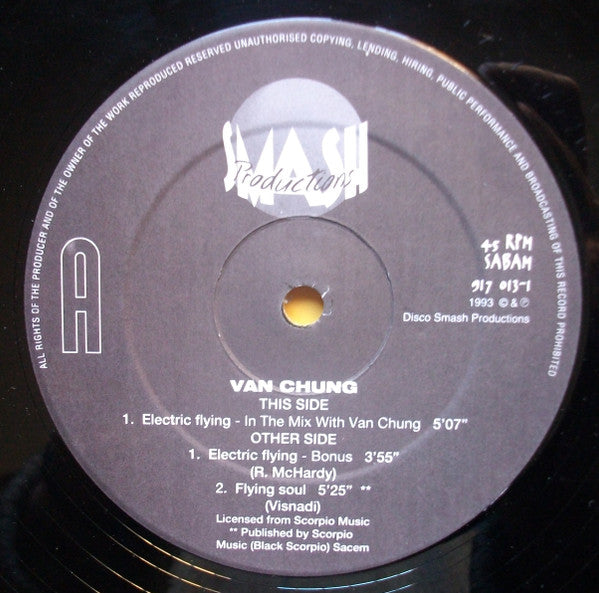 ALL RIGHTS OF THE PRODUCER AND OF THE OWNER OF THE WORK REPRODUCED RESERVED UNAUTHORISED COPYING, LENDING, HIRING, PUBLIC PERFORMANCE AND BROADCASTING OF THIS RECORD PROHIBITED
SMASH
Productions
A
45 RPM
SABAM
917 013-1
1993 © & ℗
Disco Smash Productions
VAN CHUNG
THIS SIDE
1. Electric flying - In The Mix With Van Chung 5'07"
OTHER SIDE
1. Electric flying - Bonus 3'55"
(R. McHardy)
2. Flying soul 5'25" **
(Visnadi)
Licensed from Scorpio Music
** Published by Scorpio
Music (Black Scorpio) Sacem